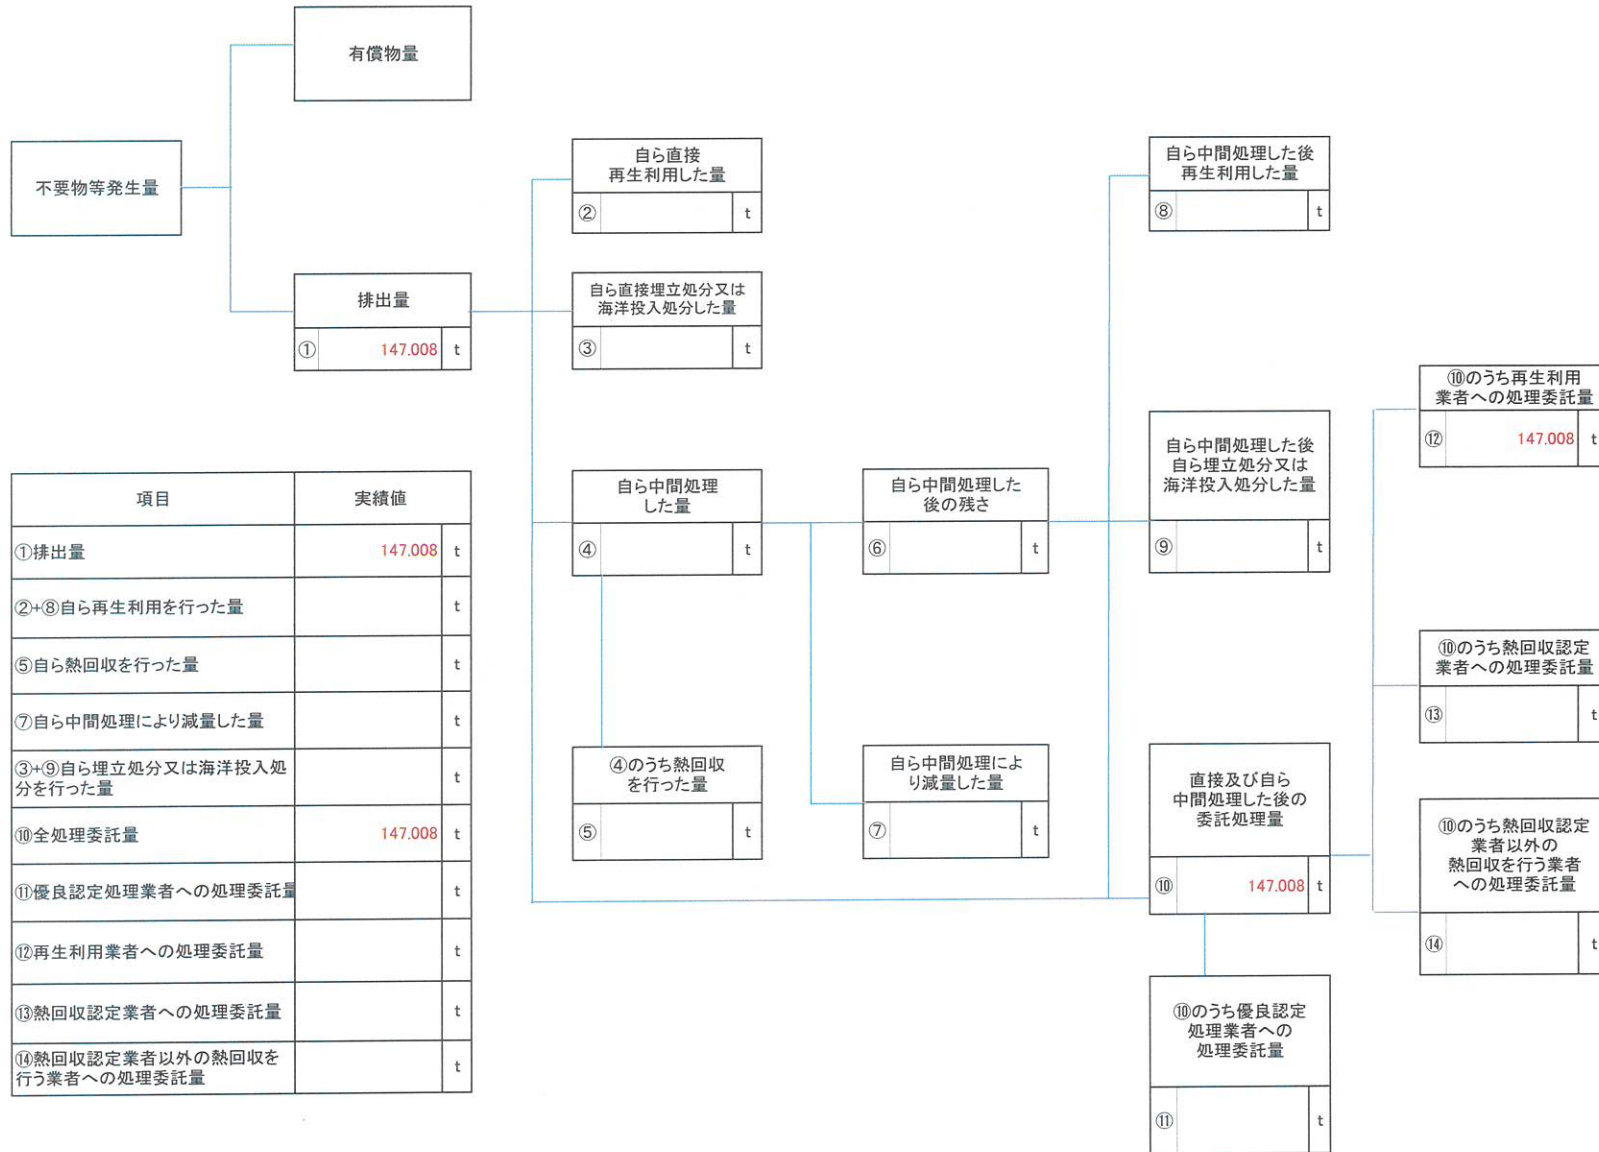 有償物量
不要物等発生量
排出量
① 147.008 t
自ら直接
再生利用した量
② t
自ら直接埋立処分又は
海洋投入処分した量
③ t
自ら中間処理
した量
④ t
④のうち熱回収
を行った量
⑤ t
自ら中間処理した
後の残さ
⑥ t
自ら中間処理によ
り減量した量
⑦ t
自ら中間処理した後
再生利用した量
⑧ t
自ら中間処理した後
自ら埋立処分又は
海洋投入処分した量
⑨ t
直接及び自ら
中間処理した後の
委託処理量
⑩ 147.008 t
⑩のうち優良認定
処理業者への
処理委託量
⑪ t
⑩のうち再生利用
業者への処理委託量
⑫ 147.008 t
⑩のうち熱回収認定
業者への処理委託量
⑬ t
⑩のうち熱回収認定
業者以外の
熱回収を行う業者
への処理委託量
⑭ t
項目 実績値
①排出量 147.008 t
②+⑧自ら再生利用を行った量 t
⑤自ら熱回収を行った量 t
⑦自ら中間処理により減量した量 t
③+⑨自ら埋立処分又は海洋投入処
分を行った量 t
⑩全処理委託量 147.008 t
⑪優良認定処理業者への処理委託量 t
⑫再生利用業者への処理委託量 t
⑬熱回収認定業者への処理委託量 t
⑭熱回収認定業者以外の熱回収を
行う業者への処理委託量 t